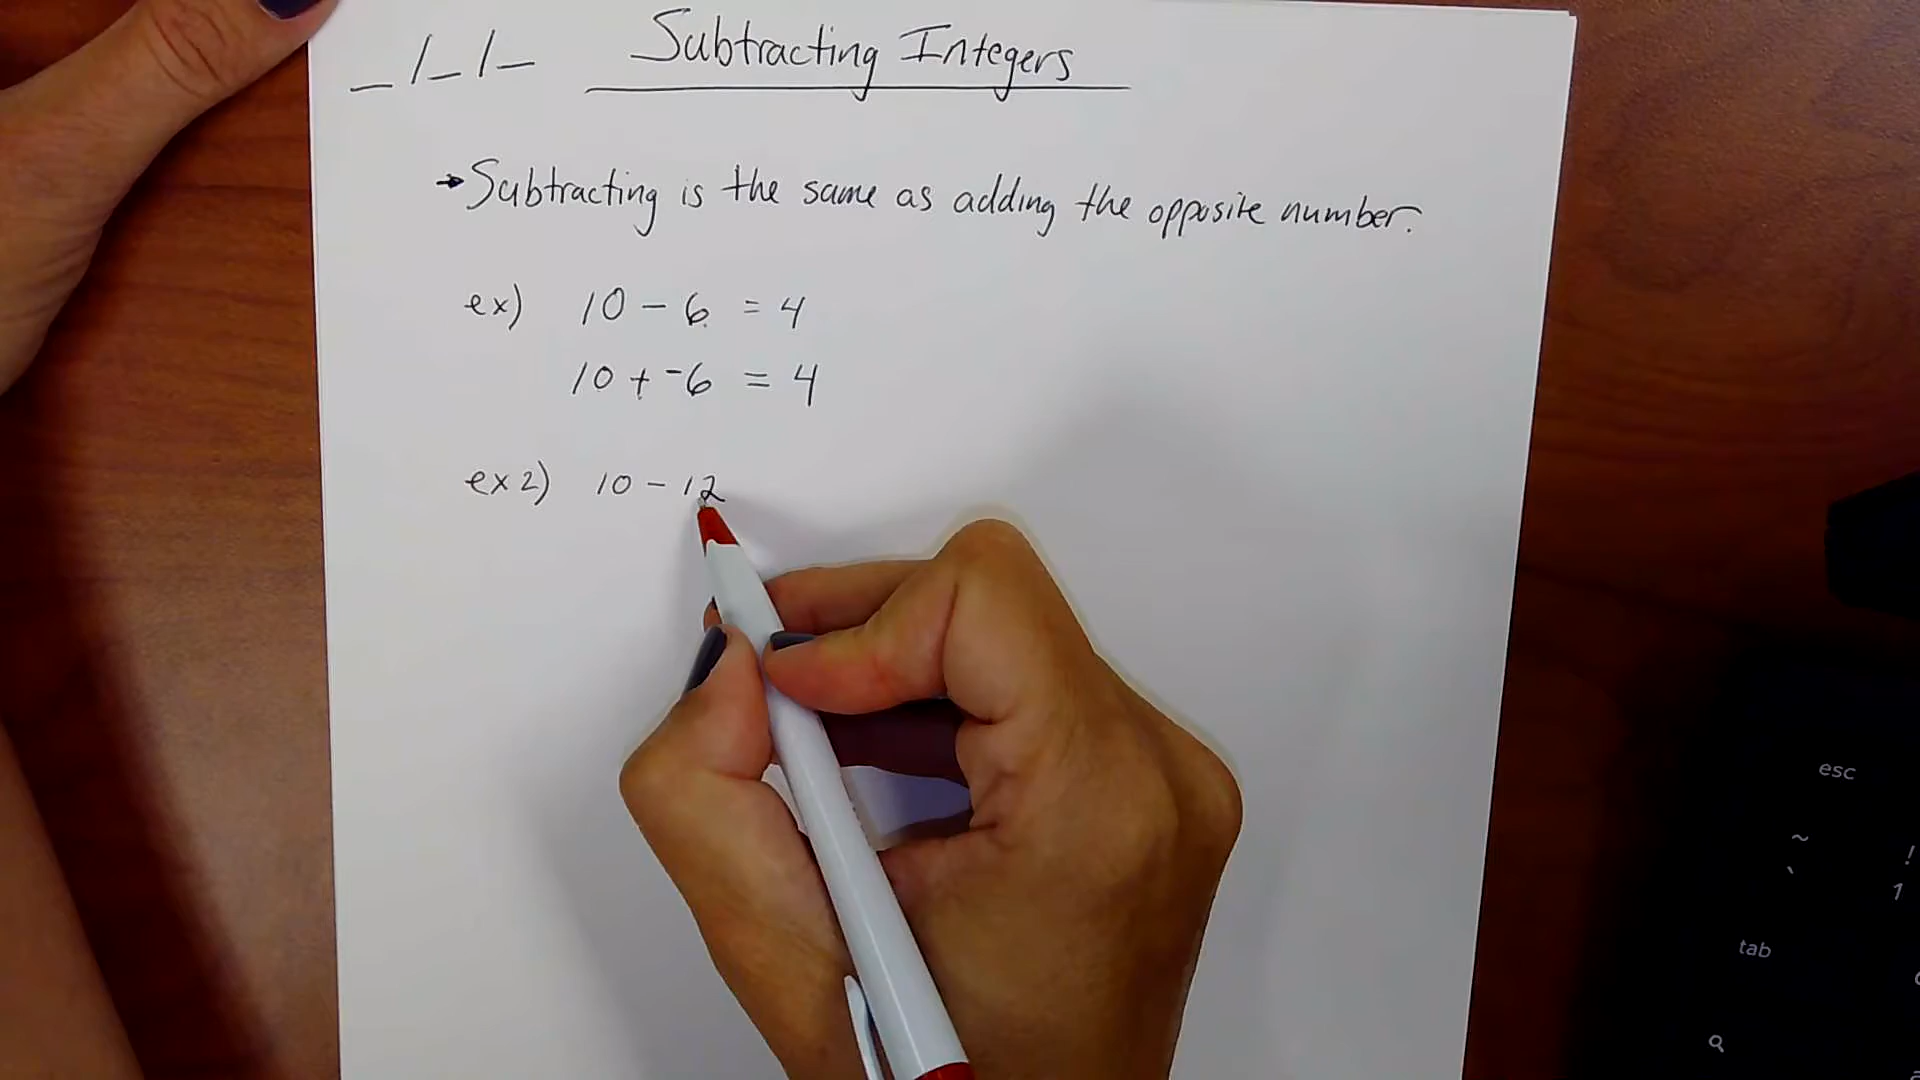 _/_/_ Subtracting Integers
→Subtracting is the same as adding the opposite number.
ex) 10 - 6 = 4
10 + -6 = 4
ex 2) 10 - 12
esc
~ !
` 1
tab